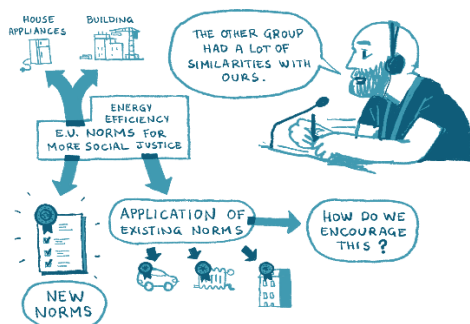 HOUSE
APPLIANCES
BUILDING
THE OTHER GROUP
HAD A LOT OF
SIMILARITIES WITH
OURS.
ENERGY
EFFICIENCY
E.U. NORMS FOR
MORE SOCIAL JUSTICE
APPLICATION OF
EXISTING NORMS
HOW DO WE
ENCOURAGE
THIS?
NEW
NORMS